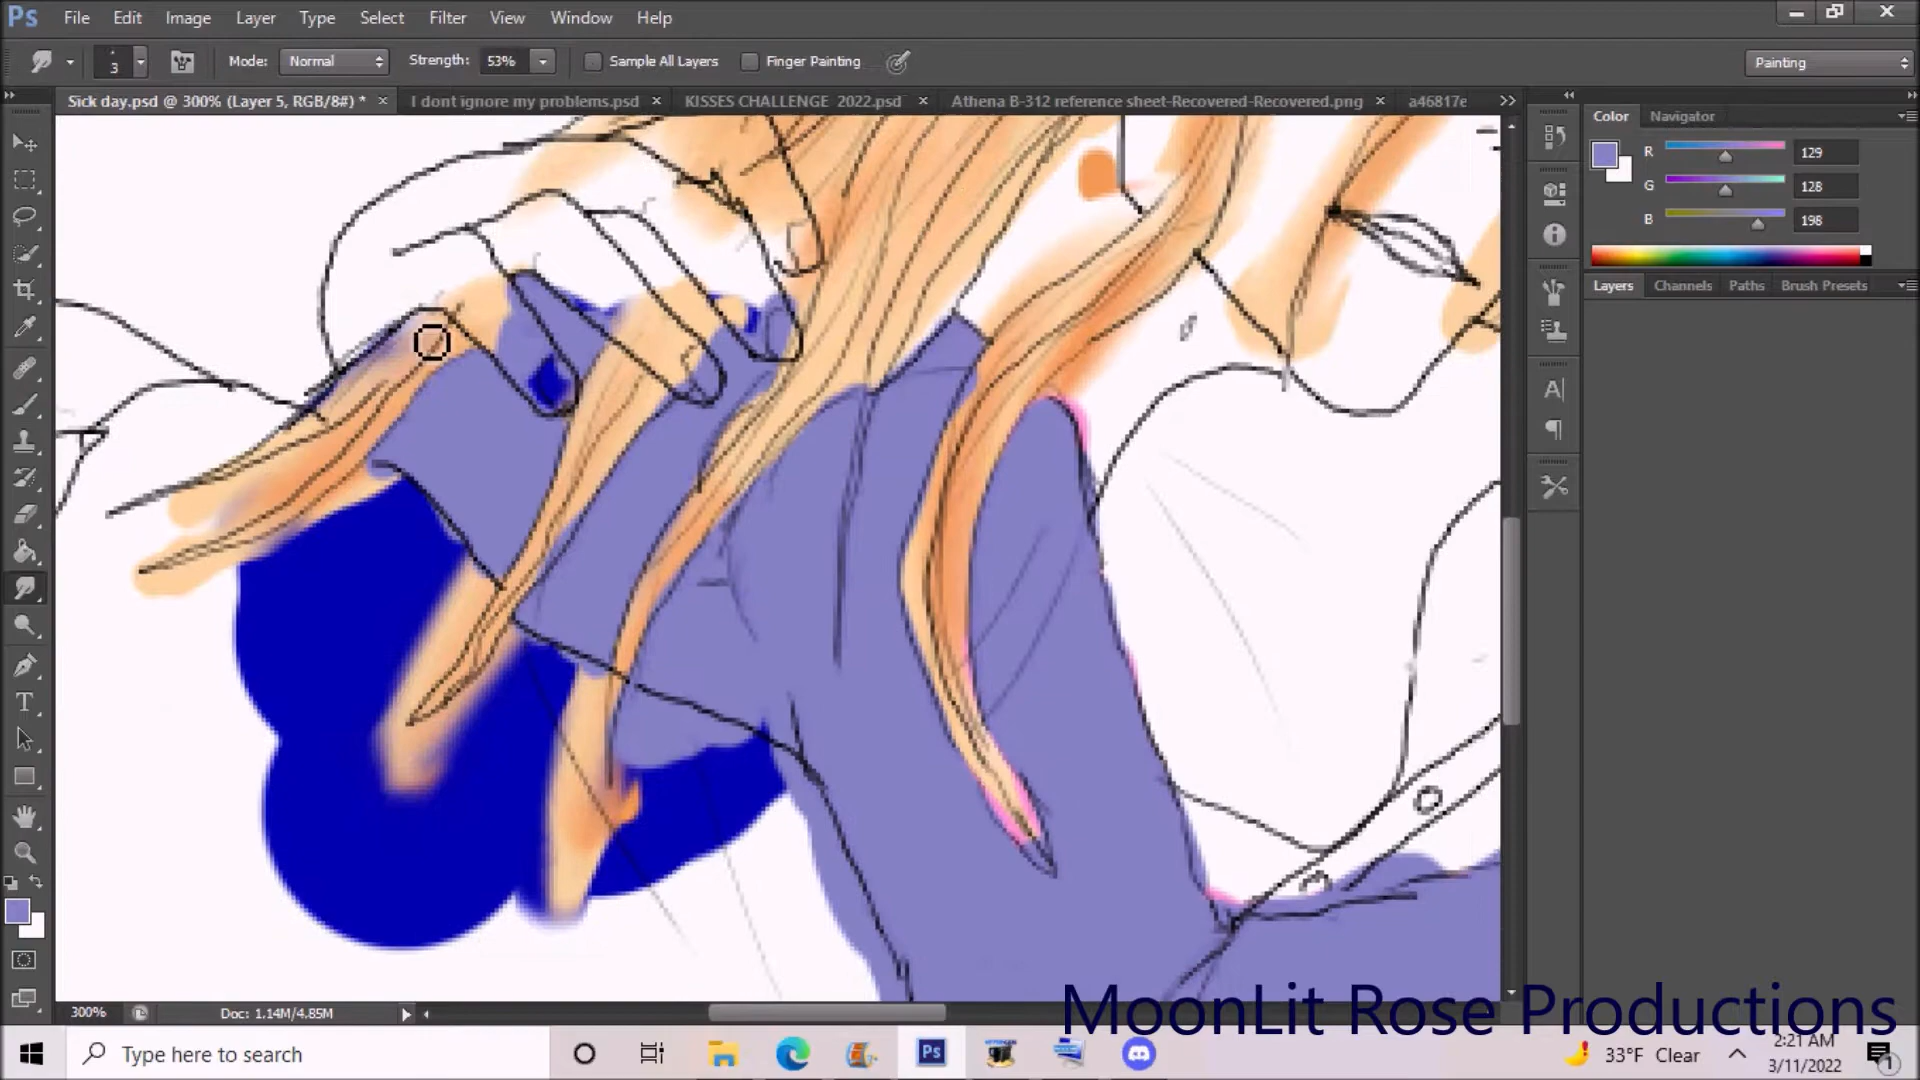 Ps File Edit Image Layer Type Select Filter View Window Help
3 Mode: Normal Strength: 53% Sample All Layers Finger Painting Painting
Sick day.psd @ 300% (Layer 5, RGB/8#) * I dont ignore my problems.psd KISSES CHALLENGE 2022.psd Athena B-312 reference sheet-Recovered-Recovered.png a46817e
Color Navigator
R 129
G 128
B 198
Layers Channels Paths Brush Presets
300% Doc: 1.14M/4.85M
MoonLit Rose Productions
Type here to search
Ps
33°F Clear
2:21 AM
3/11/2022
1